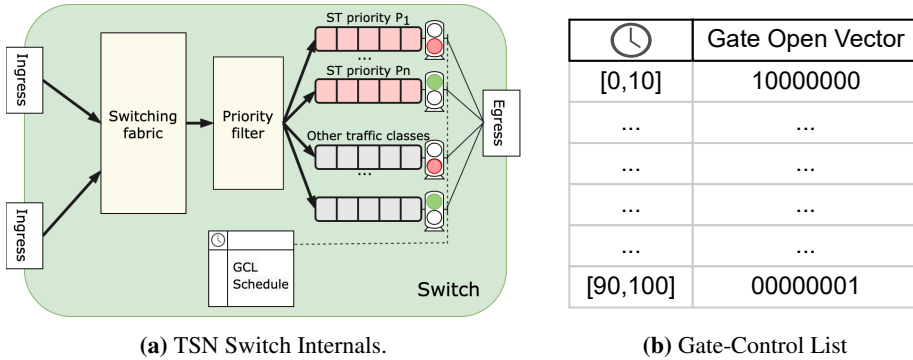 ST priority P1
...
Ingress
Switching
fabric
Priority
filter
ST priority Pn
Egress
Other traffic classes
...
Ingress
GCL
Schedule
Switch
(a) TSN Switch Internals.
Gate Open Vector
[0,10] 10000000
... ...
... ...
... ...
... ...
[90,100] 00000001
(b) Gate-Control List